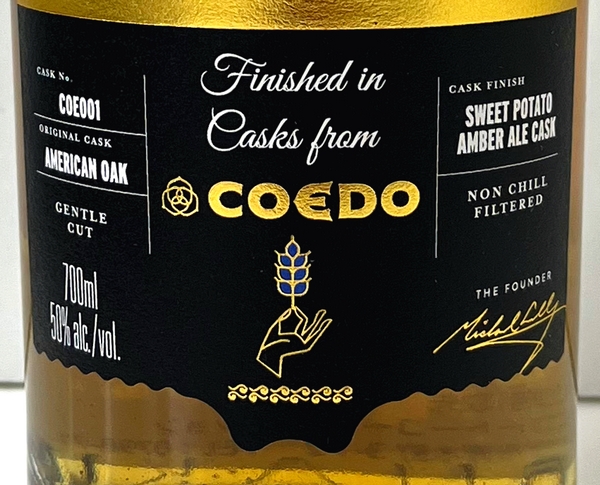 CASK No.
COE001
ORIGINAL CASK
AMERICAN OAK
GENTLE
CUT
700ml
50% alc./vol.
Finished in
Casks from
COEDO
CASK FINISH
SWEET POTATO
AMBER ALE CASK
NON CHILL
FILTERED
THE FOUNDER